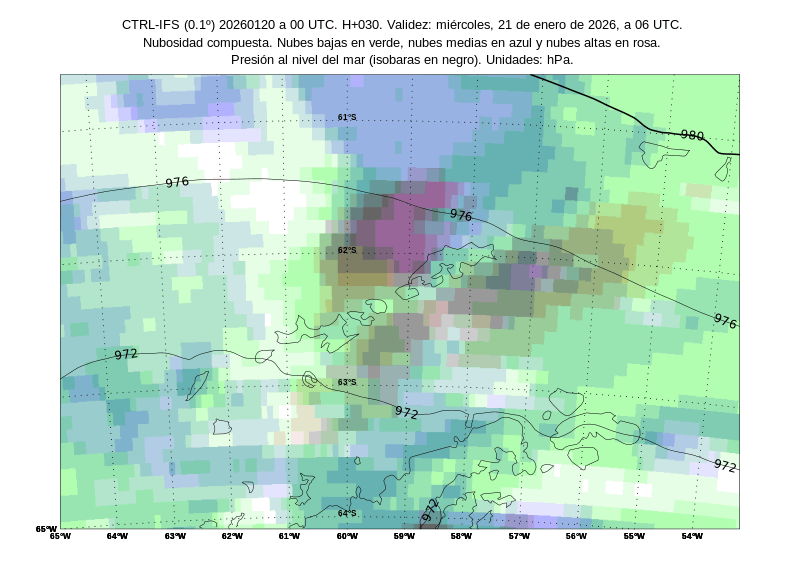 CTRL-IFS (0.1º) 20260120 a 00 UTC. H+030. Validez: miércoles, 21 de enero de 2026, a 06 UTC.
Nubosidad compuesta. Nubes bajas en verde, nubes medias en azul y nubes altas en rosa.
Presión al nivel del mar (isobaras en negro). Unidades: hPa.
61°S
980
976
976
62°S
976
972
63°S
972
972
972
64°S
65°W
65°W 64°W 63°W 62°W 61°W 60°W 59°W 58°W 57°W 56°W 55°W 54°W